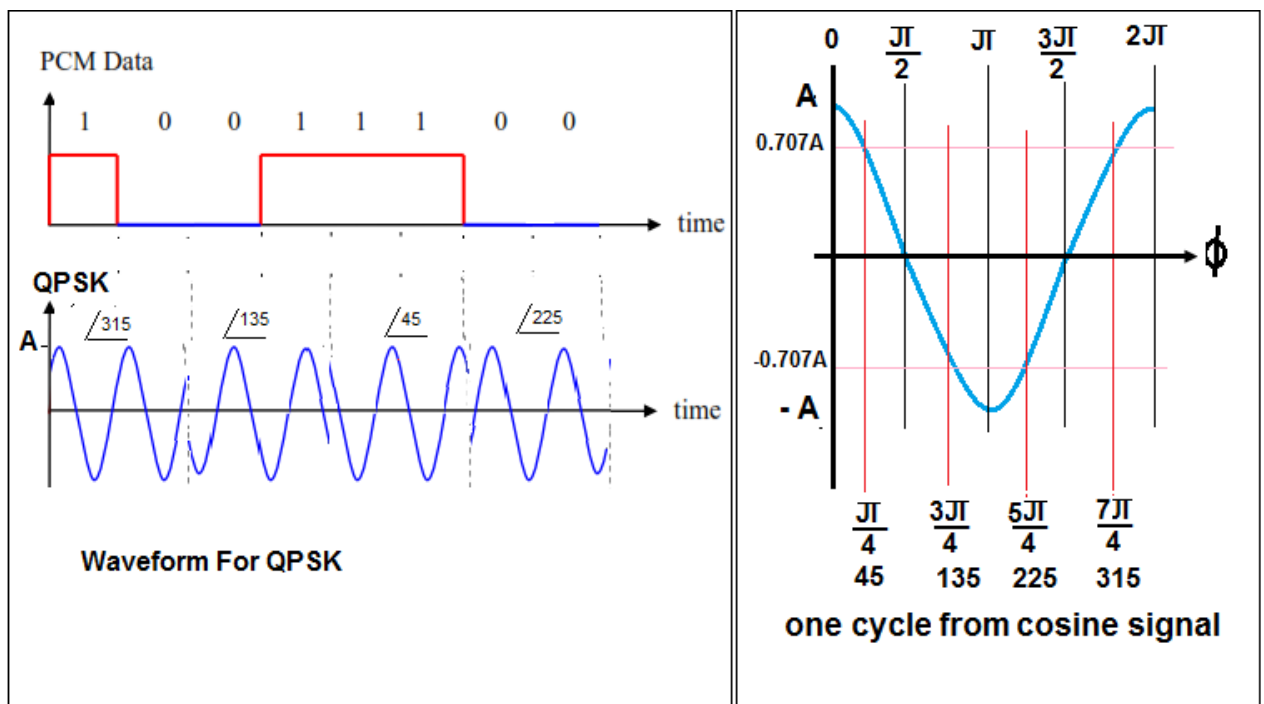 PCM Data
1 0 0 1 1 1 0 0
time
QPSK
315 135 45 225
A
time
Waveform For QPSK
0 π/2 π 3π/2 2π
A
0.707A
ϕ
-0.707A
- A
π/4 3π/4 5π/4 7π/4
45 135 225 315
one cycle from cosine signal